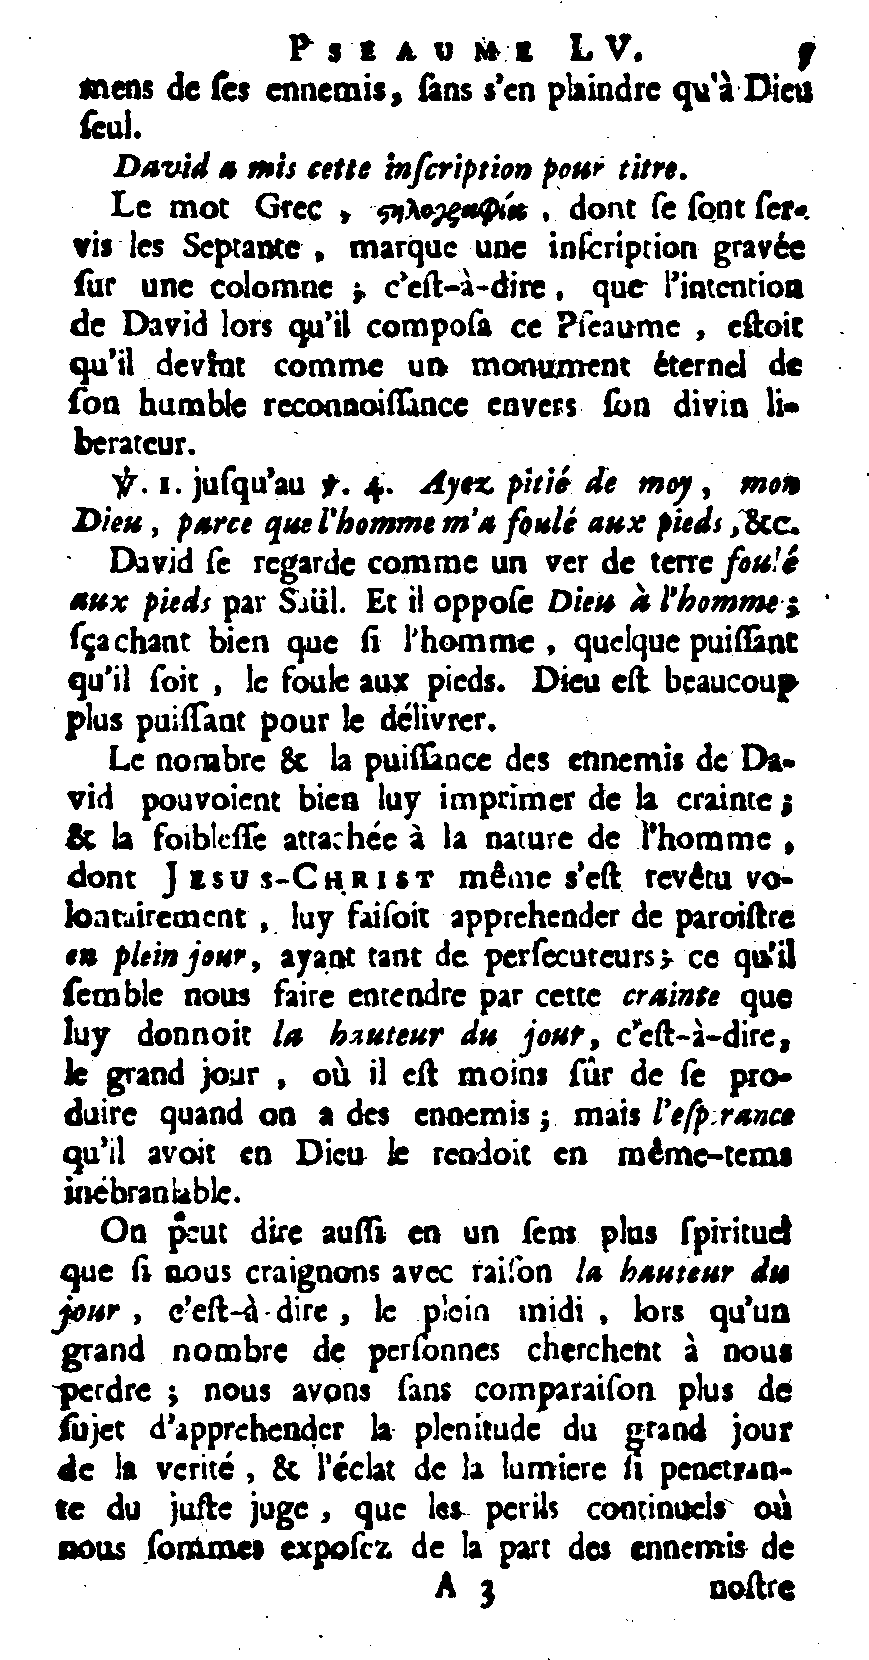 PSEAUME LV. 5
mens de ſes ennemis, ſans s'en plaindre qu'à Dieu
ſeul.
David a mis cette inſcription pour titre.
Le mot Grec, ςηλογραφία, dont ſe ſont ſer-
vis les Septante, marque une inſcription gravée
ſur une colomne; c'eſt-à-dire, que l'intention
de David lors qu'il compoſa ce Pſeaume, eſtoit
qu'il devînt comme un monument éternel de
ſon humble reconnoiſſance envers ſon divin li-
berateur.
℣. 1. juſqu'au ℣. 4. Ayez pitié de moy, mon
Dieu, parce que l'homme m'a foulé aux pieds, &c.
David ſe regarde comme un ver de terre foulé
aux pieds par Saül. Et il oppoſe Dieu à l'homme;
ſçachant bien que ſi l'homme, quelque puiſſant
qu'il ſoit, le foule aux pieds. Dieu eſt beaucoup
plus puiſſant pour le délivrer.
Le nombre & la puiſſance des ennemis de Da-
vid pouvoient bien luy imprimer de la crainte;
& la foibleſſe attachée à la nature de l'homme,
dont JESUS-CHRIST même s'eſt revêtu vo-
lontairement, luy faiſoit apprehender de paroiſtre
en plein jour, ayant tant de perſecuteurs; ce qu'il
ſemble nous faire entendre par cette crainte que
luy donnoit la hauteur du jour, c'eſt-à-dire,
le grand jour, où il eſt moins ſûr de ſe pro-
duire quand on a des ennemis; mais l'eſperance
qu'il avoit en Dieu le rendoit en même-tems
inébranlable.
On peut dire auſſi en un ſens plus ſpirituel
que ſi nous craignons avec raiſon la hauteur du
jour, c'eſt-à-dire, le plein midi, lors qu'un
grand nombre de perſonnes cherchent à nous
perdre; nous avons ſans comparaiſon plus de
ſujet d'apprehender la plenitude du grand jour
de la verité, & l'éclat de la lumiere ſi penetran-
te du juſte juge, que les perils continuels où
nous ſommes expoſez de la part des ennemis de
A 3 noſtre